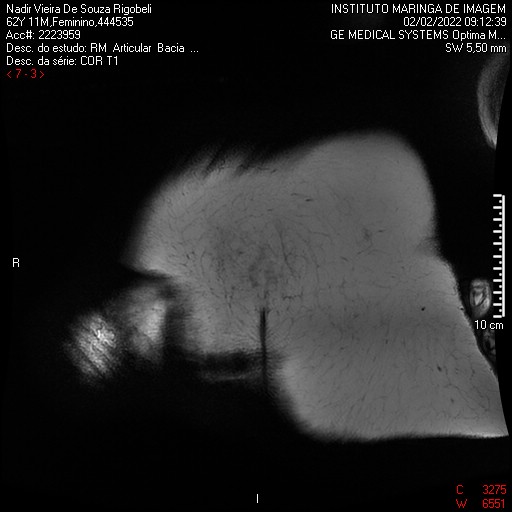 Nadir Vieira De Souza Rigobeli
62Y 11M,Feminino,444535
Acc#: 2223959
Desc. do estudo: RM Articular Bacia ...
Desc. da série: COR T1
< 7 - 3 >
INSTITUTO MARINGA DE IMAGEM
02/02/2022 09:12:39
GE MEDICAL SYSTEMS Optima M...
SW 5,50 mm
R
10 cm
I
C 3275
W 6551